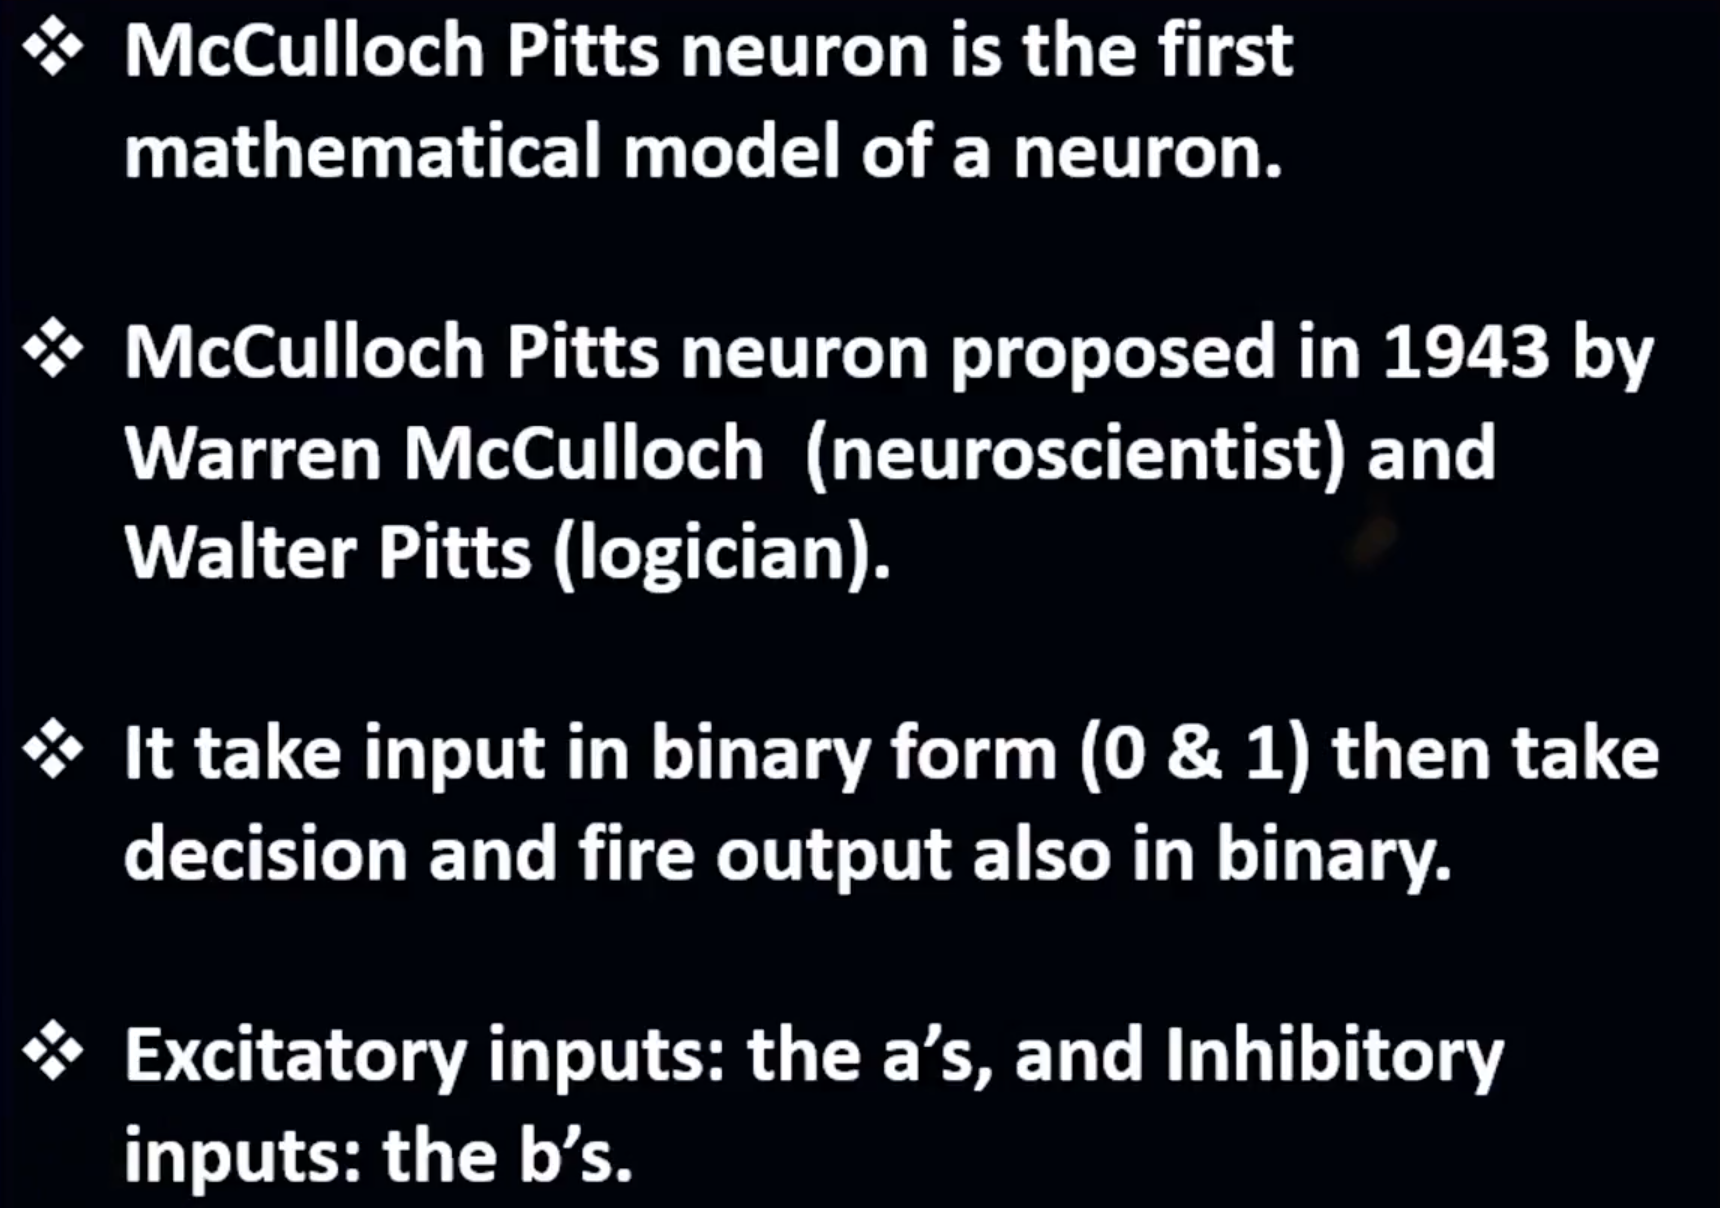 ❖ McCulloch Pitts neuron is the first
mathematical model of a neuron.
❖ McCulloch Pitts neuron proposed in 1943 by
Warren McCulloch (neuroscientist) and
Walter Pitts (logician).
❖ It take input in binary form (0 & 1) then take
decision and fire output also in binary.
❖ Excitatory inputs: the a’s, and Inhibitory
inputs: the b’s.